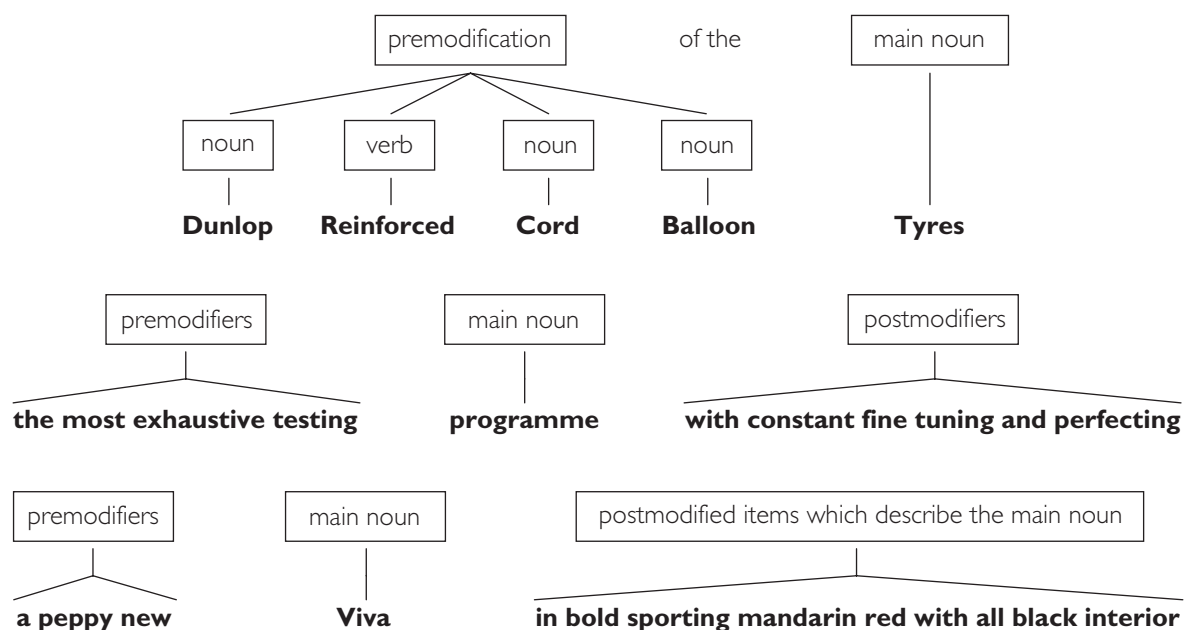 premodification of the main noun
noun verb noun noun
Dunlop Reinforced Cord Balloon Tyres
premodifiers main noun postmodifiers
the most exhaustive testing programme with constant fine tuning and perfecting
premodifiers main noun postmodified items which describe the main noun
a peppy new Viva in bold sporting mandarin red with all black interior